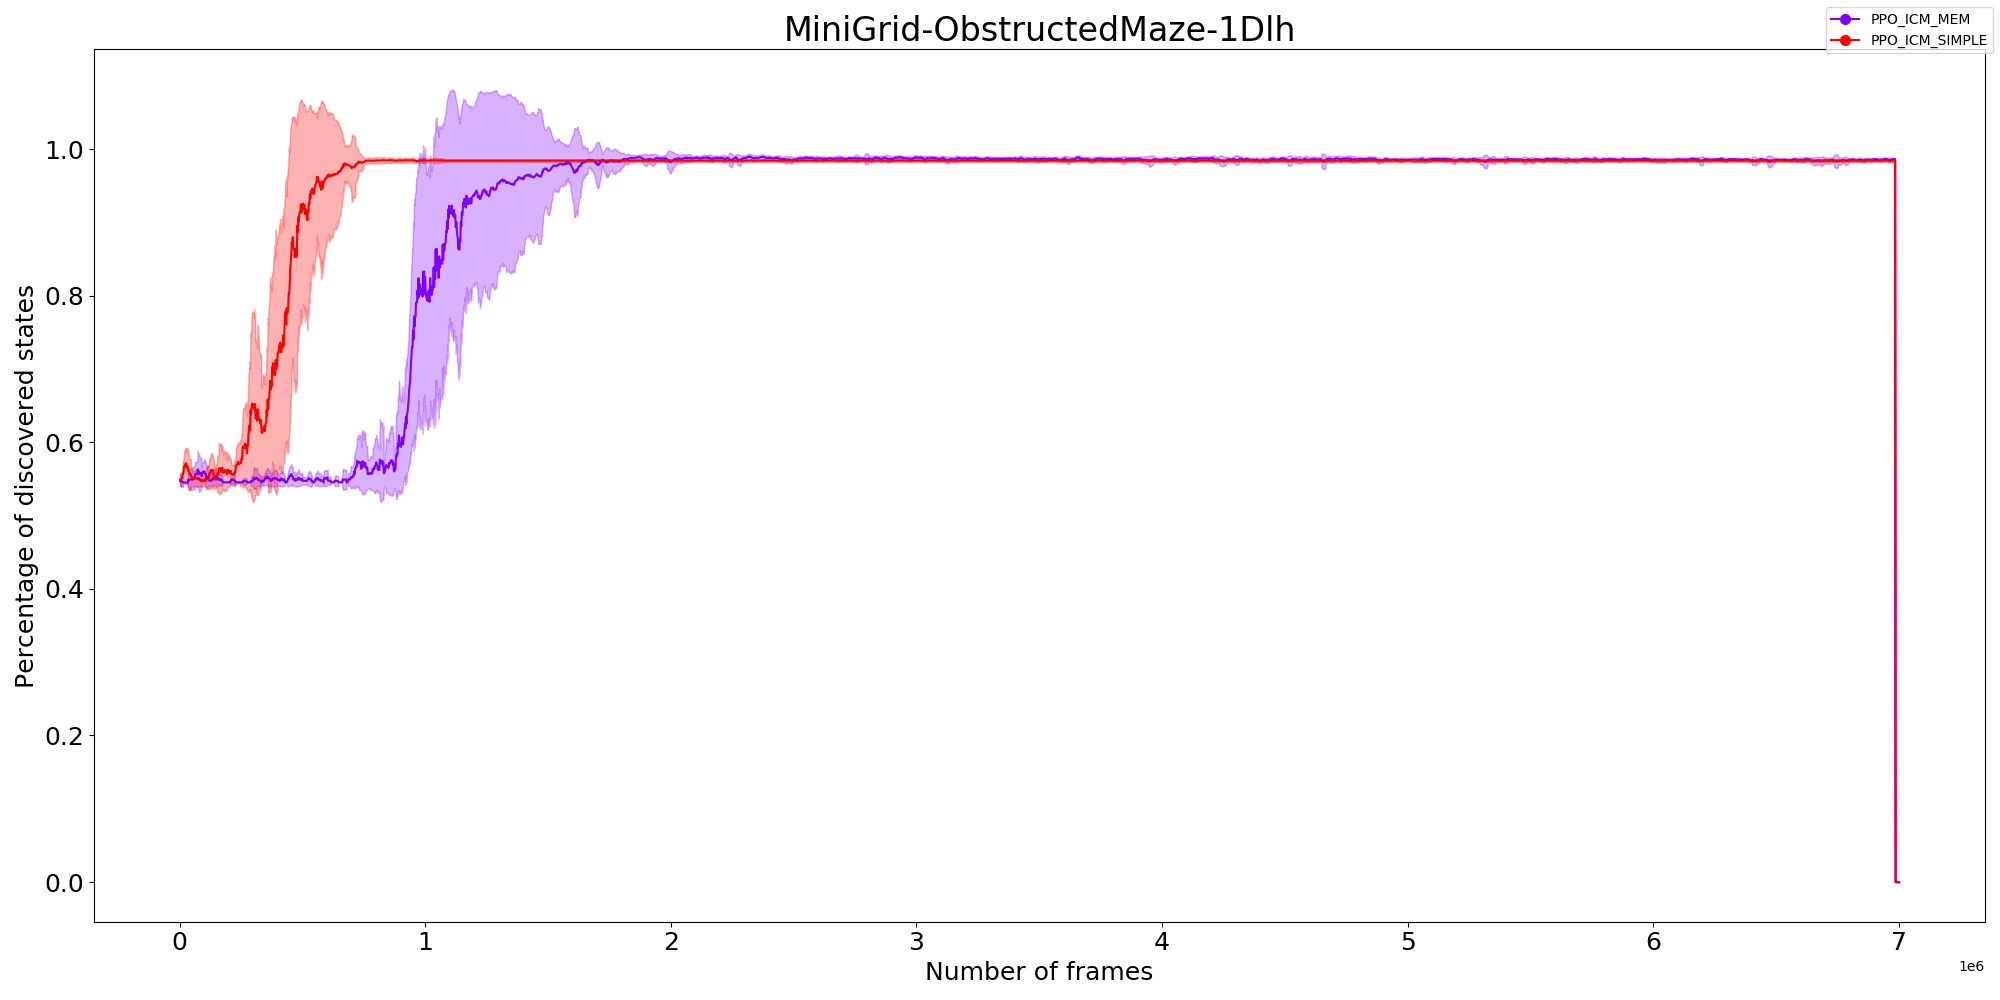 MiniGrid-ObstructedMaze-1Dlh
PPO_ICM_MEM
PPO_ICM_SIMPLE
Percentage of discovered states
1.0
0.8
0.6
0.4
0.2
0.0
0 1 2 3 4 5 6 7
1e6
Number of frames